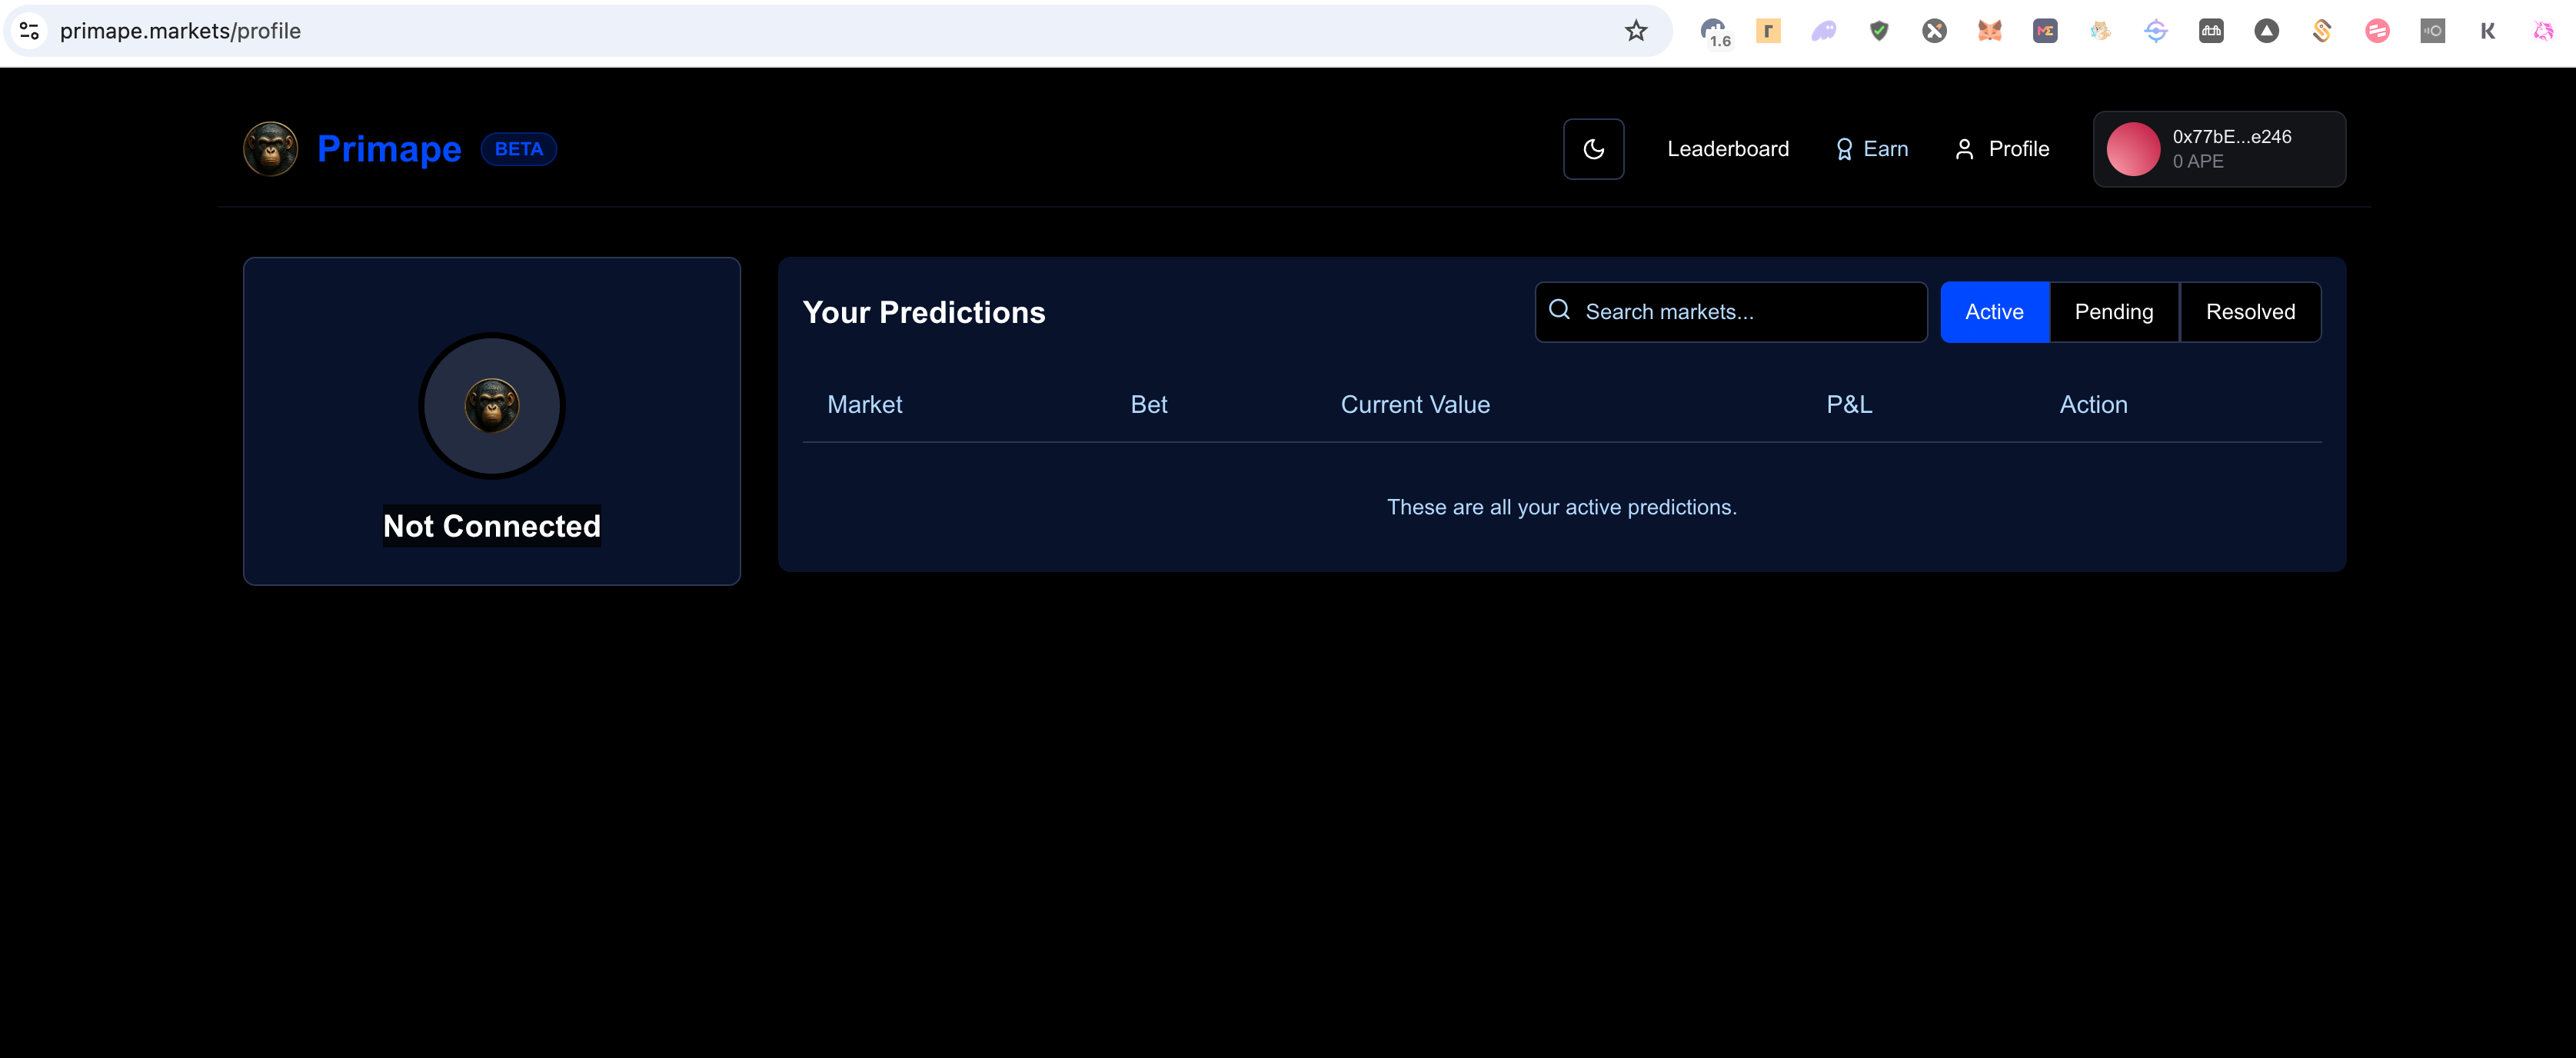 primape.markets/profile
1.6
Primape BETA
Leaderboard Earn Profile
0x77bE...e246
0 APE
Your Predictions
Search markets...
Active Pending Resolved
Market Bet Current Value P&L Action
These are all your active predictions.
Not Connected